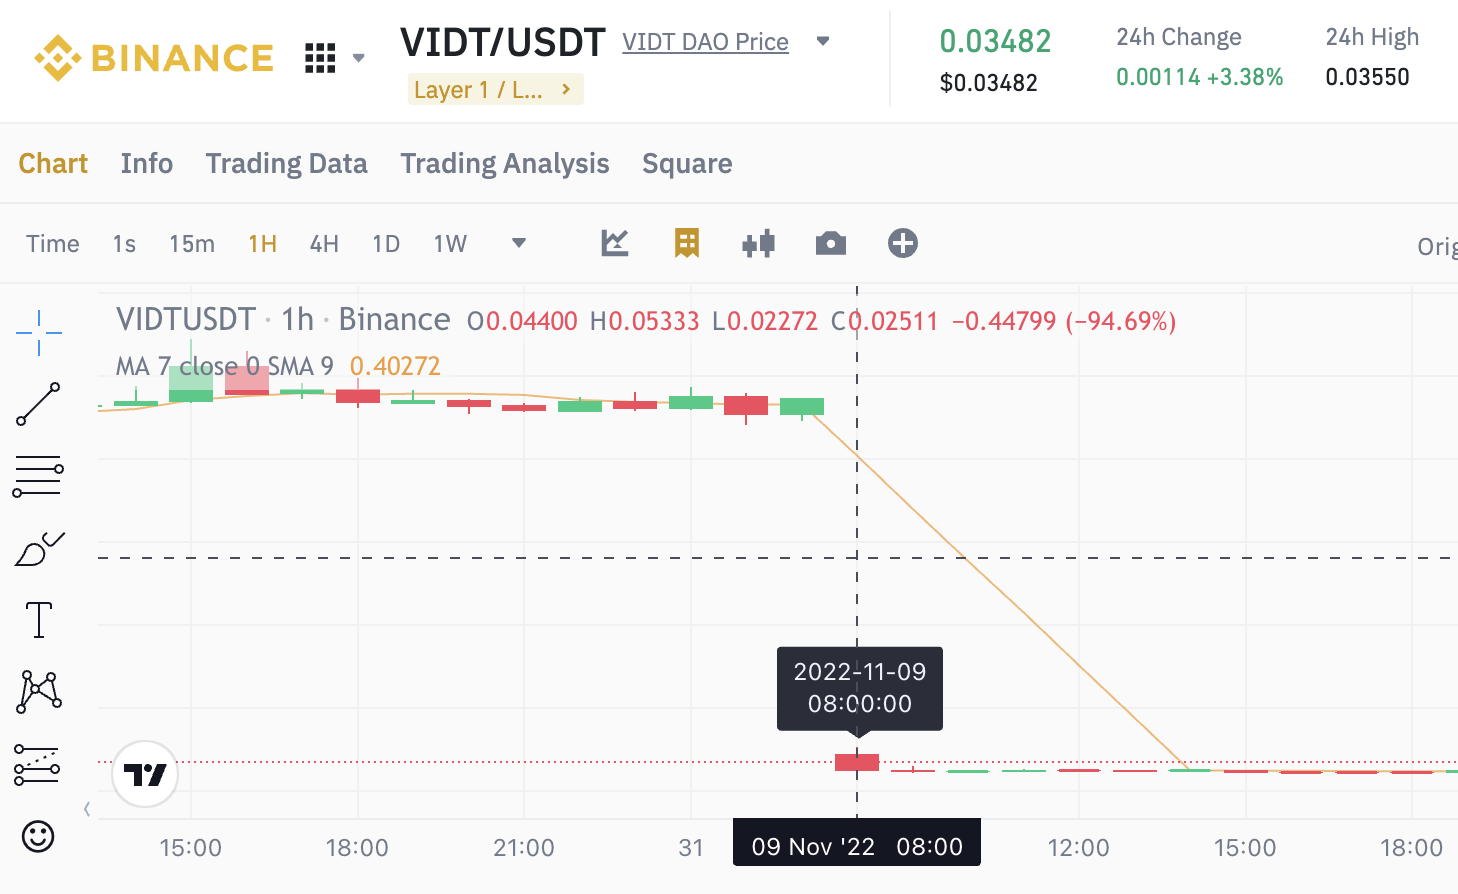 BINANCE
VIDT/USDT VIDT DAO Price
Layer 1 / L... ›
0.03482
$0.03482
24h Change
0.00114 +3.38%
24h High
0.03550
Chart Info Trading Data Trading Analysis Square
Time 1s 15m 1H 4H 1D 1W
VIDTUSDT · 1h · Binance O0.04400 H0.05333 L0.02272 C0.02511 −0.44799 (−94.69%)
MA 7 close 0 SMA 9 0.40272
2022-11-09
08:00:00
15:00 18:00 21:00 31 09 Nov '22 08:00 12:00 15:00 18:00